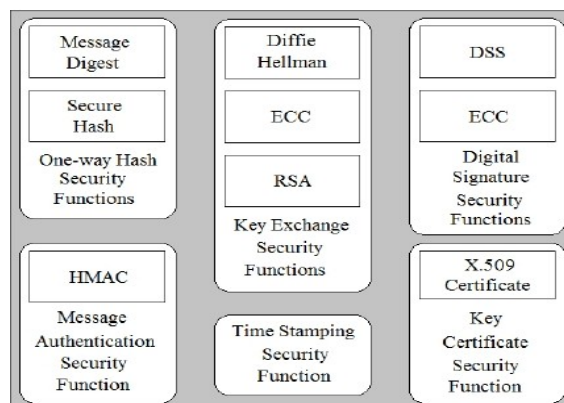 Message
Digest
Secure
Hash
One-way Hash
Security
Functions
Diffie
Hellman
ECC
RSA
Key Exchange
Security
Functions
DSS
ECC
Digital
Signature
Security
Functions
HMAC
Message
Authentication
Security
Function
Time Stamping
Security
Function
X.509
Certificate
Key
Certificate
Security
Function